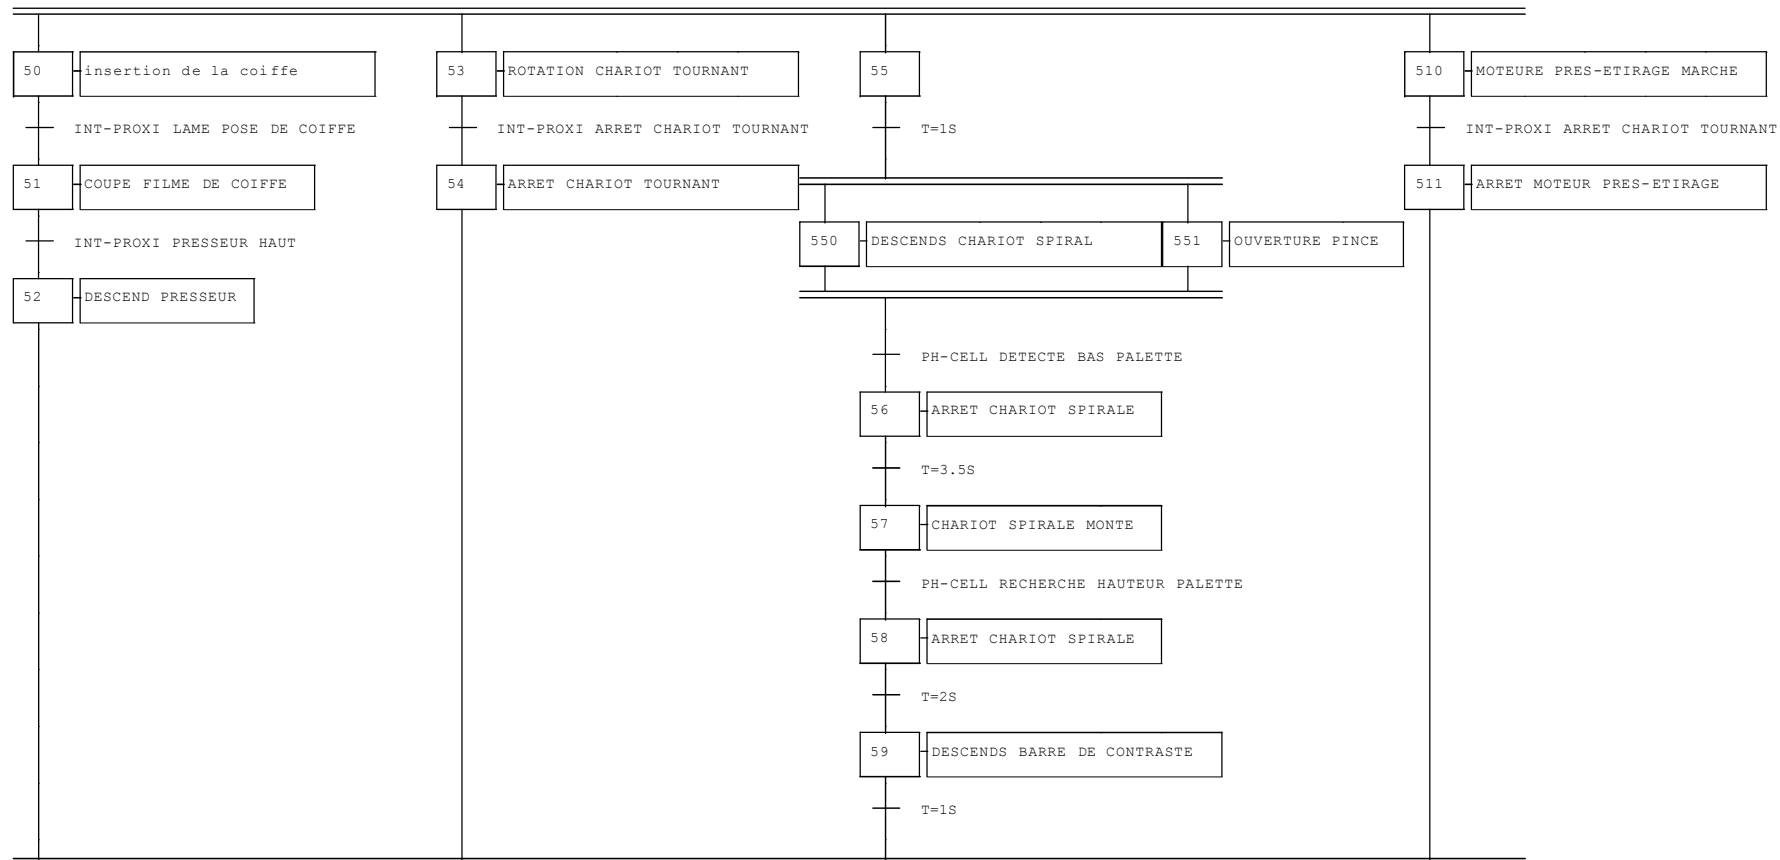 50 insertion de la coiffe 53 ROTATION CHARIOT TOURNANT 55 510 MOTEURE PRES-ETIRAGE MARCHE
INT-PROXI LAME POSE DE COIFFE INT-PROXI ARRET CHARIOT TOURNANT T=1S INT-PROXI ARRET CHARIOT TOURNANT
51 COUPE FILME DE COIFFE 54 ARRET CHARIOT TOURNANT 511 ARRET MOTEUR PRES-ETIRAGE
INT-PROXI PRESSEUR HAUT 550 DESCENDS CHARIOT SPIRAL 551 OUVERTURE PINCE
52 DESCEND PRESSEUR
PH-CELL DETECTE BAS PALETTE
56 ARRET CHARIOT SPIRALE
T=3.5S
57 CHARIOT SPIRALE MONTE
PH-CELL RECHERCHE HAUTEUR PALETTE
58 ARRET CHARIOT SPIRALE
T=2S
59 DESCENDS BARRE DE CONTRASTE
T=1S